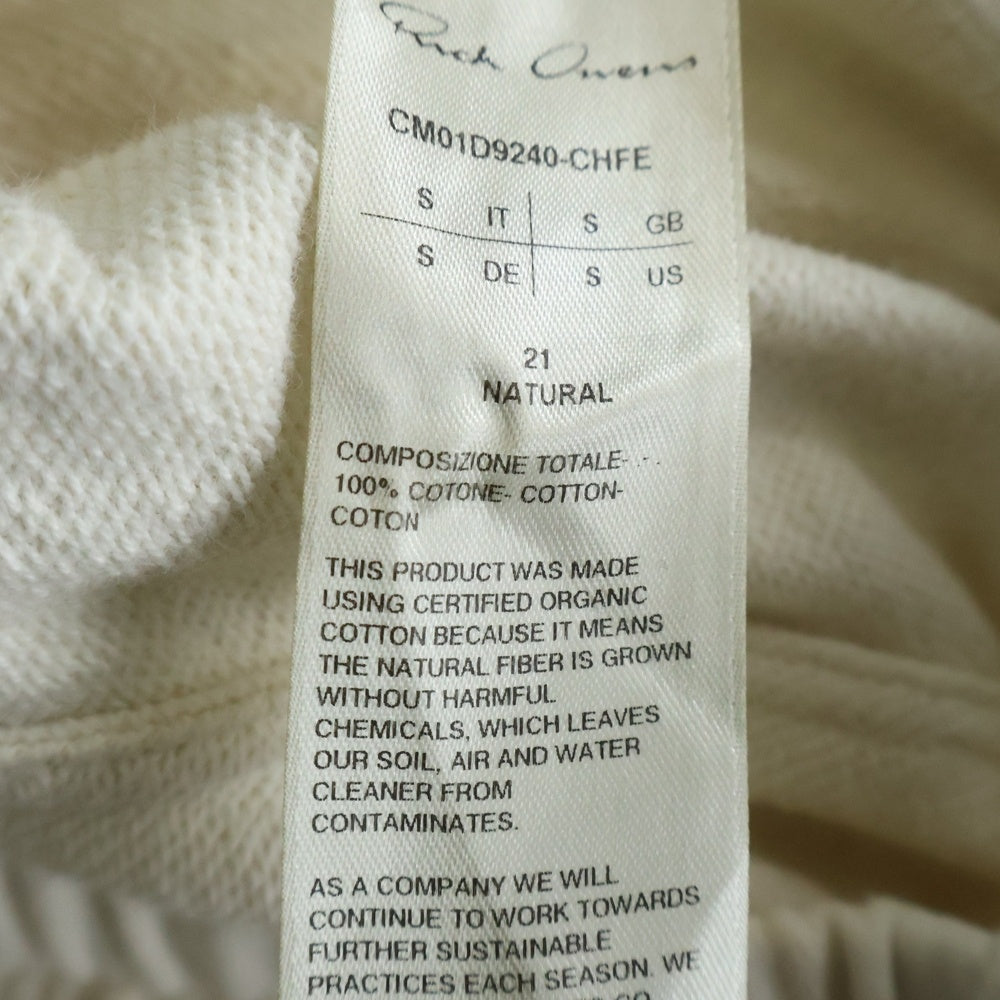 Rick Owens
CM01D9240-CHFE
S IT S GB
S DE S US
21
NATURAL
COMPOSIZIONE TOTALE-
100% COTONE- COTTON-
COTON
THIS PRODUCT WAS MADE
USING CERTIFIED ORGANIC
COTTON BECAUSE IT MEANS
THE NATURAL FIBER IS GROWN
WITHOUT HARMFUL
CHEMICALS, WHICH LEAVES
OUR SOIL, AIR AND WATER
CLEANER FROM
CONTAMINATES.
AS A COMPANY WE WILL
CONTINUE TO WORK TOWARDS
FURTHER SUSTAINABLE
PRACTICES EACH SEASON. WE